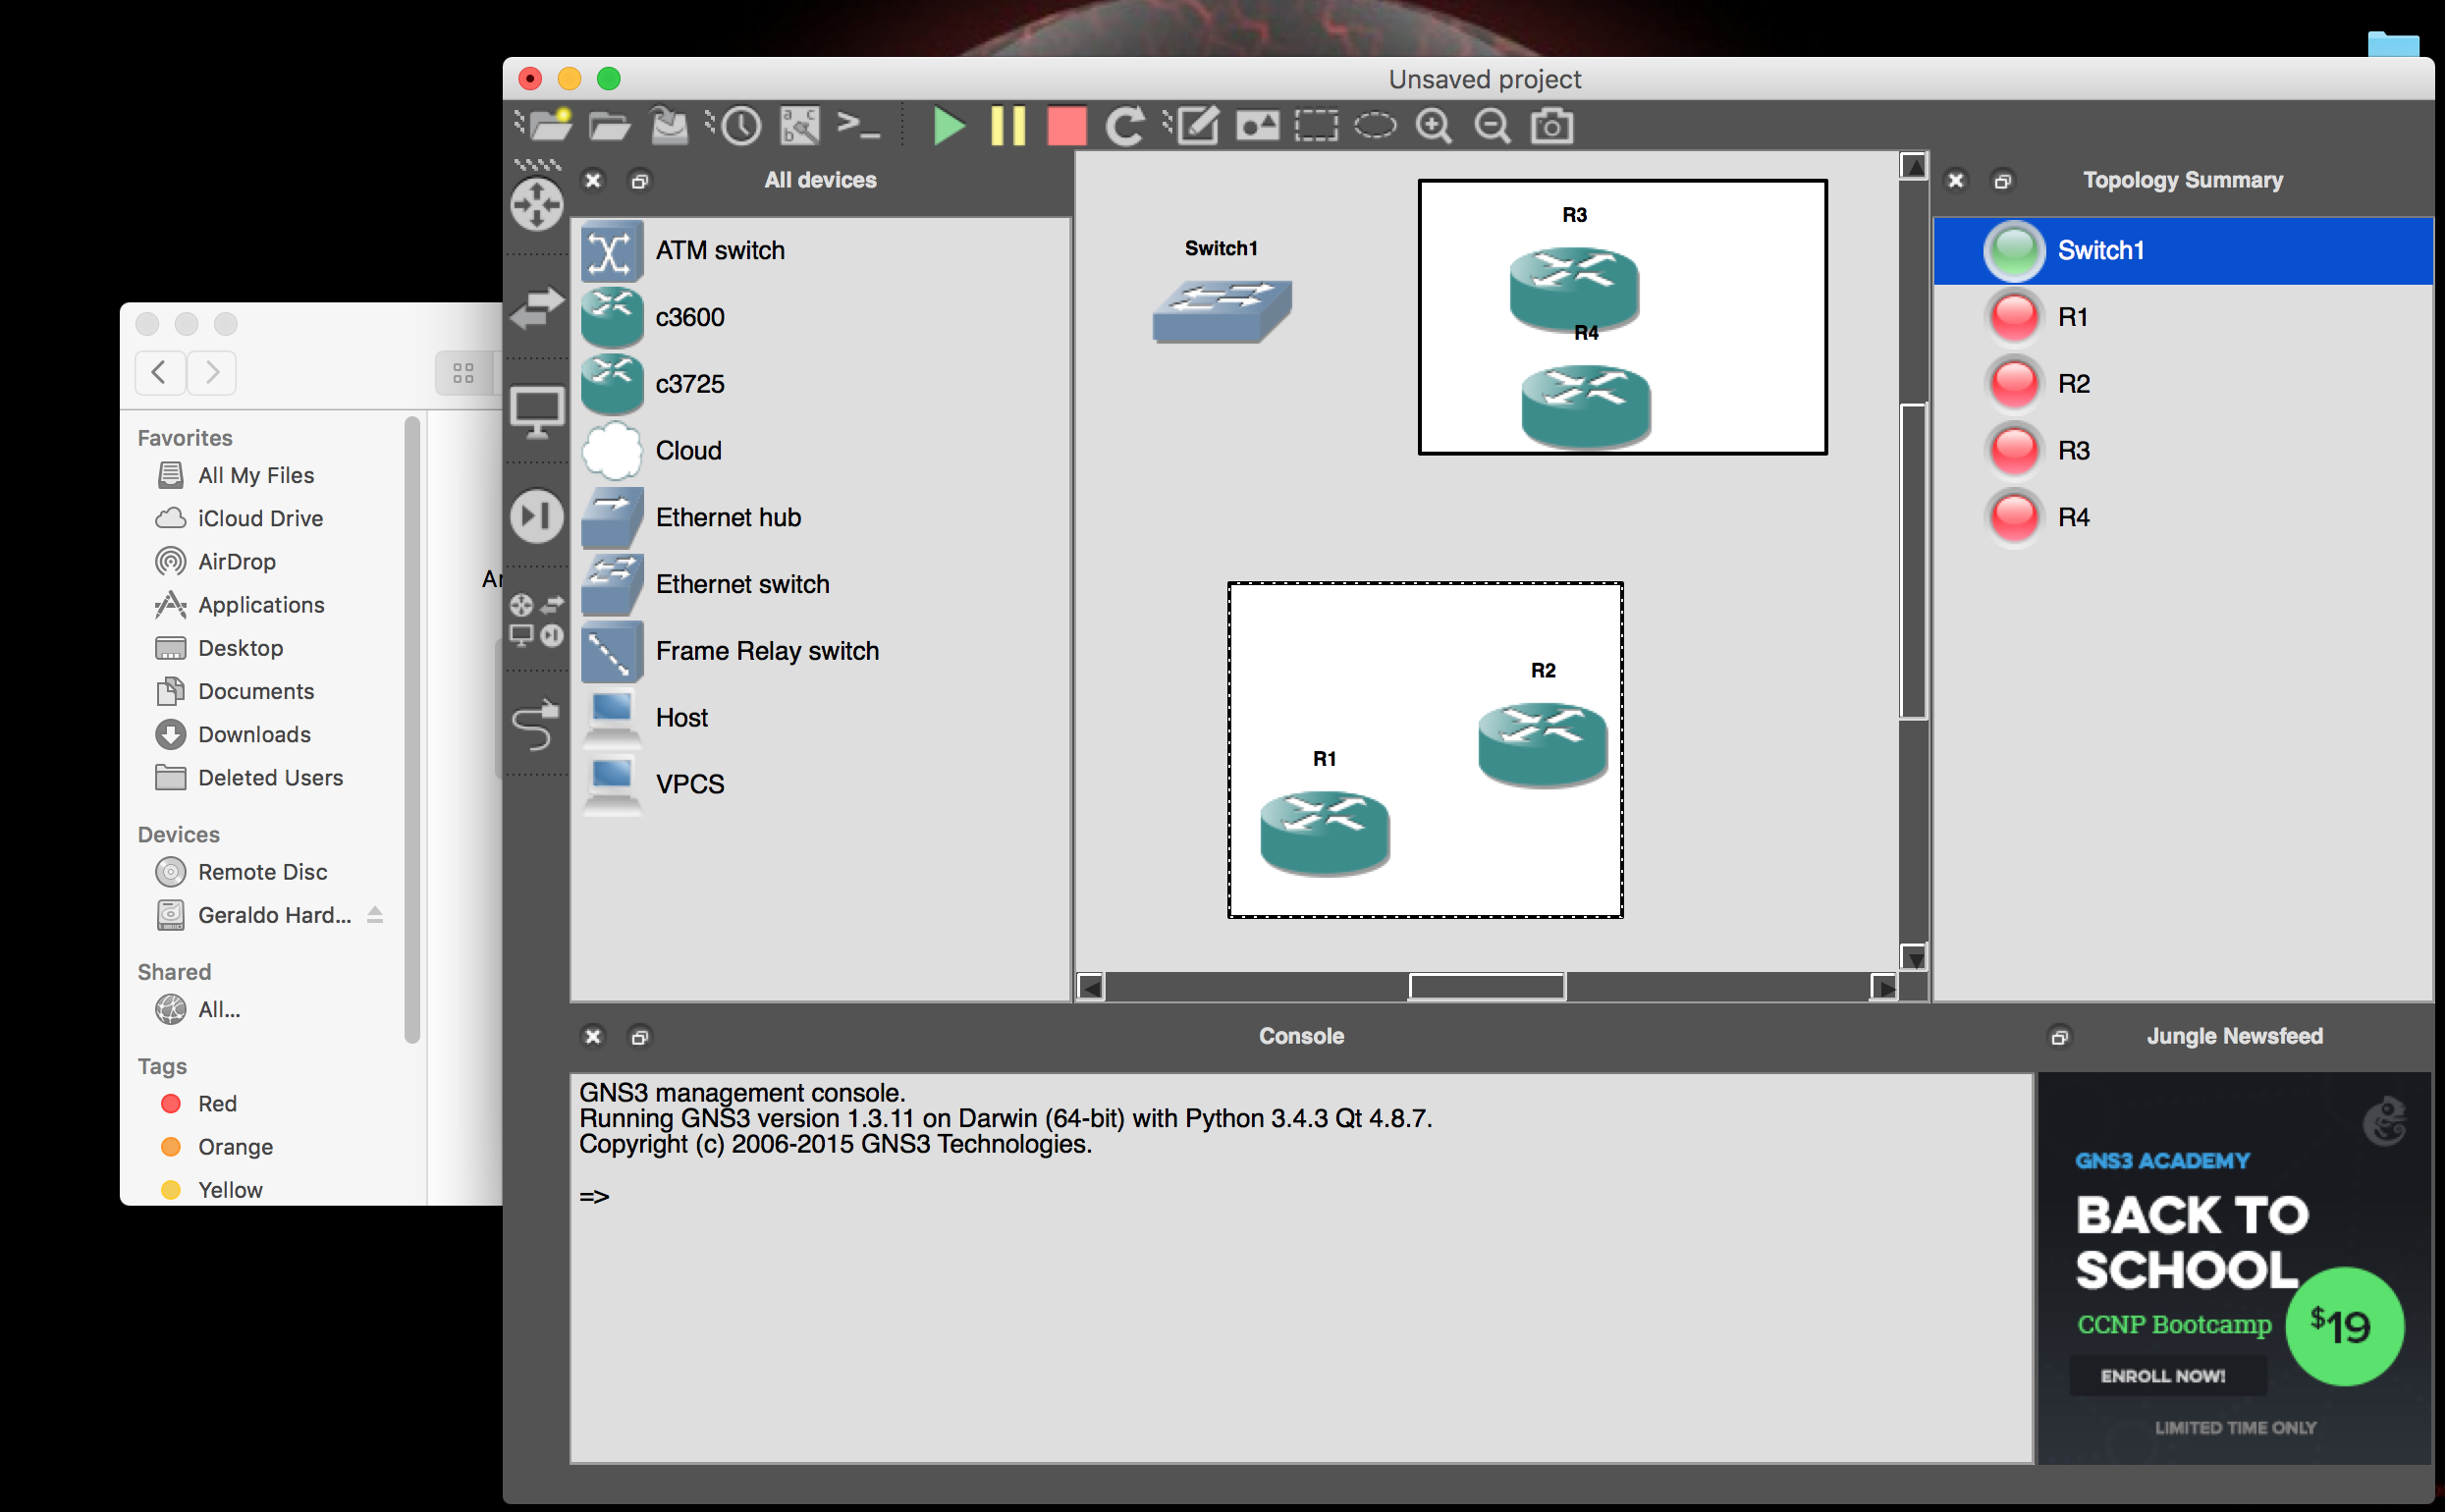 Unsaved project
All devices
ATM switch
c3600
c3725
Cloud
Ethernet hub
Ethernet switch
Frame Relay switch
Host
VPCS
Switch1
R3
R4
R2
R1
Topology Summary
Switch1
R1
R2
R3
R4
Favorites
All My Files
iCloud Drive
AirDrop
Applications
Desktop
Documents
Downloads
Deleted Users
Devices
Remote Disc
Geraldo Hard...
Shared
All...
Tags
Red
Orange
Yellow
Console
GNS3 management console.
Running GNS3 version 1.3.11 on Darwin (64-bit) with Python 3.4.3 Qt 4.8.7.
Copyright (c) 2006-2015 GNS3 Technologies.
=>
Jungle Newsfeed
GNS3 ACADEMY
BACK TO
SCHOOL
CCNP Bootcamp
$19
ENROLL NOW!
LIMITED TIME ONLY